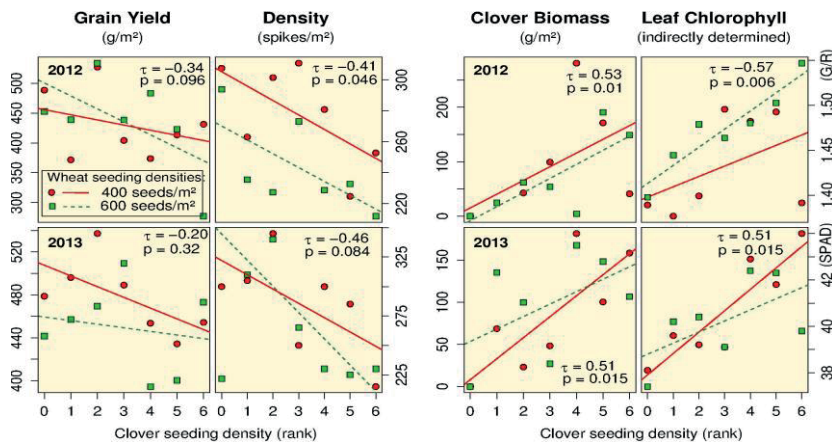 Grain Yield Density Clover Biomass Leaf Chlorophyll
(g/m²) (spikes/m²) (g/m²) (indirectly determined)
2012 τ = −0.34 p = 0.096
τ = −0.41 p = 0.046
2012 τ = 0.53 p = 0.01
τ = −0.57 p = 0.006
500
450
400
350
300
300
260
220
200
150
100
50
0
(G/R)
1.50
1.45
1.40
Wheat seeding densities:
400 seeds/m²
600 seeds/m²
2013 τ = −0.20 p = 0.32
τ = −0.46 p = 0.084
2013 τ = 0.51 p = 0.015
τ = 0.51 p = 0.015
520
480
440
400
325
275
225
150
100
50
0
(SPAD)
42
40
38
0 1 2 3 4 5 6 0 1 2 3 4 5 6 0 1 2 3 4 5 6 0 1 2 3 4 5 6
Clover seeding density (rank) Clover seeding density (rank)